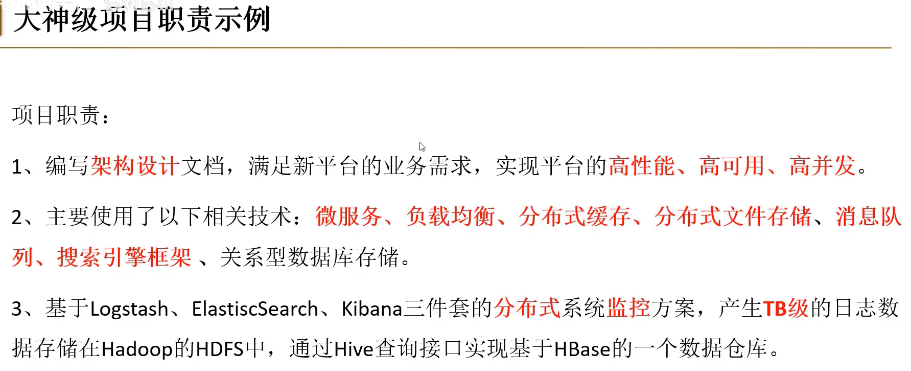 大神级项目职责示例
项目职责：
1、编写架构设计文档，满足新平台的业务需求，实现平台的高性能、高可用、高并发。
2、主要使用了以下相关技术：微服务、负载均衡、分布式缓存、分布式文件存储、消息队
列、搜索引擎框架 、关系型数据库存储。
3、基于Logstash、ElasticSearch、Kibana三件套的分布式系统监控方案，产生TB级的日志数
据存储在Hadoop的HDFS中，通过Hive查询接口实现基于HBase的一个数据仓库。